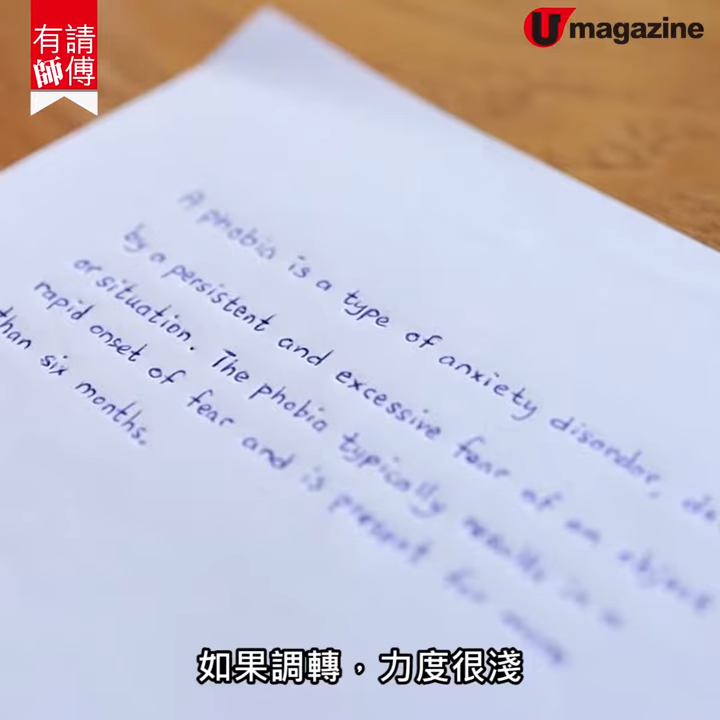 有請
師傅
U magazine
A phobia is a type of anxiety disorder, de
by a persistent and excessive fear of an object
or situation. The phobia typically results in a
rapid onset of fear and is present for more
than six months.
如果調轉，力度很淺